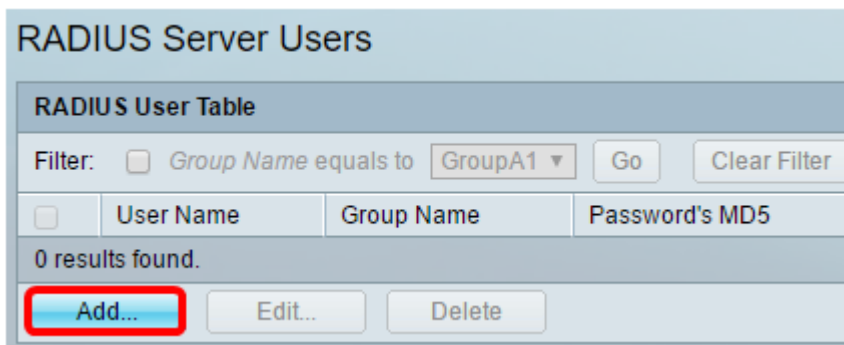 RADIUS Server Users
RADIUS User Table
Filter: Group Name equals to GroupA1 Go Clear Filter
User Name Group Name Password's MD5
0 results found.
Add... Edit... Delete